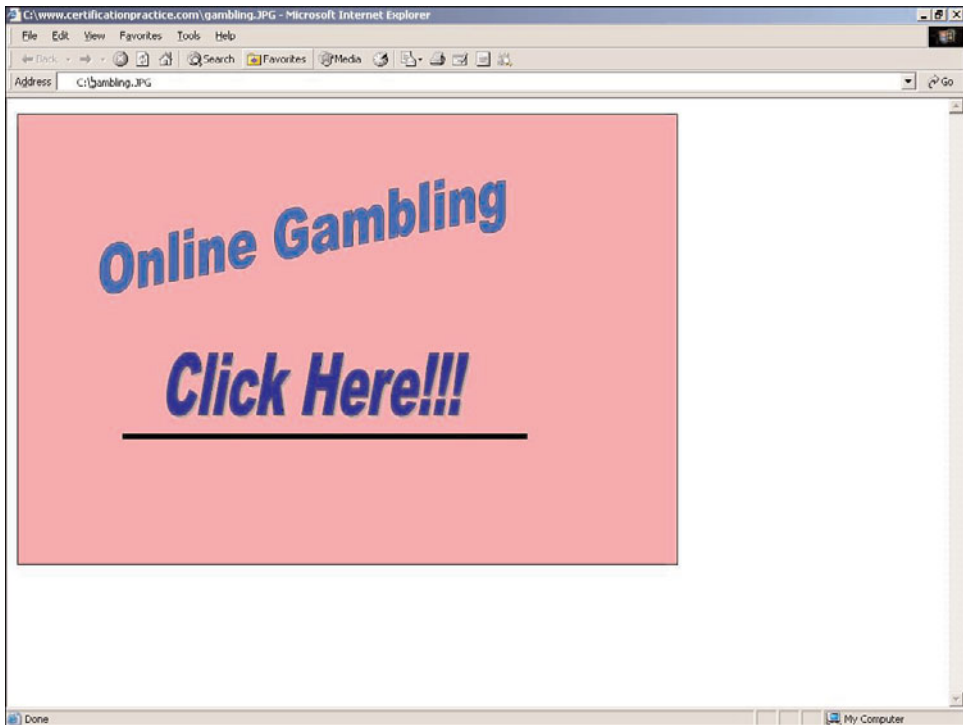 C:\www.certificationpractice.com\gambling.JPG - Microsoft Internet Explorer
File Edit View Favorites Tools Help
Back Search Favorites Media
Address C:\gambling.JPG Go
Online Gambling
Click Here!!!
Done My Computer